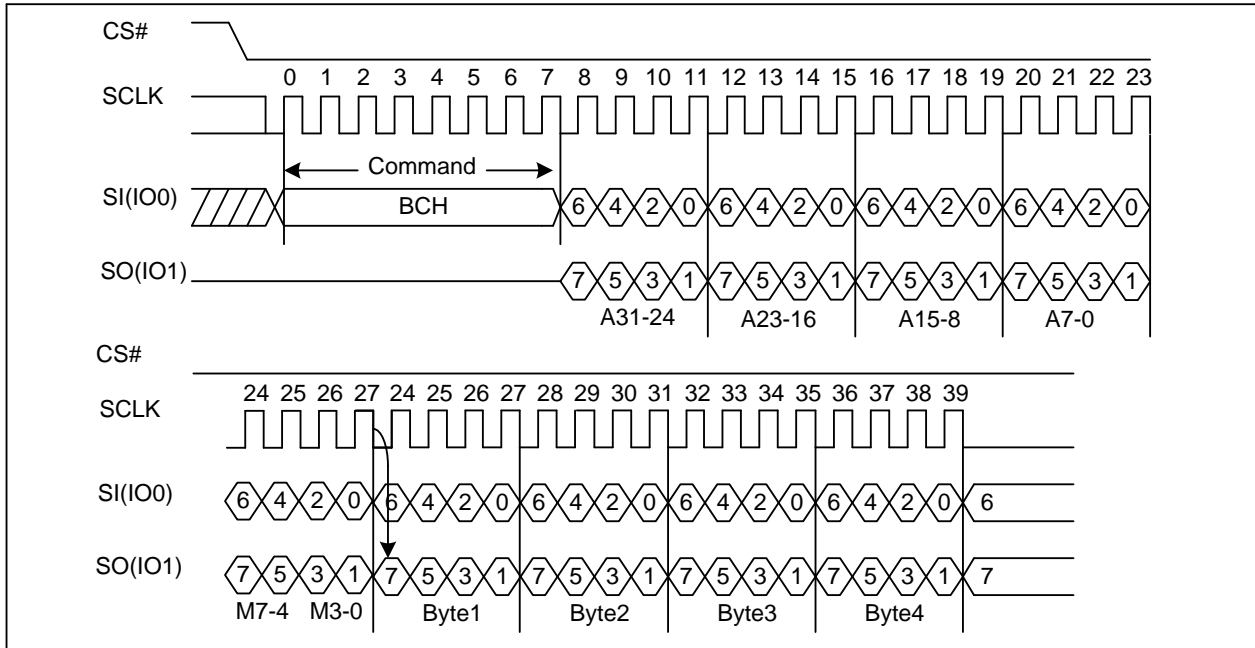 CS#
0 1 2 3 4 5 6 7 8 9 10 11 12 13 14 15 16 17 18 19 20 21 22 23
SCLK
Command
SI(IO0)
BCH 6 4 2 0 6 4 2 0 6 4 2 0 6 4 2 0
SO(IO1)
7 5 3 1 7 5 3 1 7 5 3 1 7 5 3 1
A31-24 A23-16 A15-8 A7-0
CS#
24 25 26 27 24 25 26 27 28 29 30 31 32 33 34 35 36 37 38 39
SCLK
SI(IO0)
6 4 2 0 6 4 2 0 6 4 2 0 6 4 2 0 6 4 2 0 6
SO(IO1)
7 5 3 1 7 5 3 1 7 5 3 1 7 5 3 1 7 5 3 1 7
M7-4 M3-0 Byte1 Byte2 Byte3 Byte4